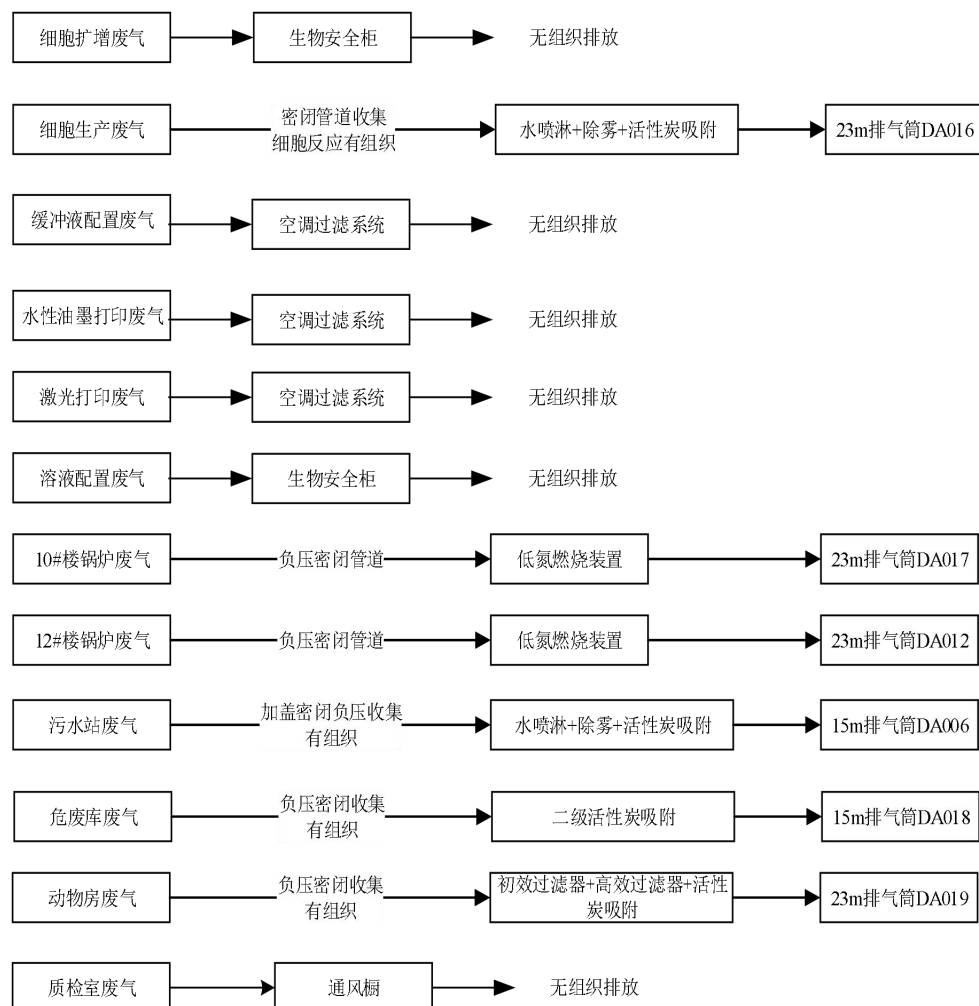 细胞扩增废气 生物安全柜 无组织排放
密闭管道收集
细胞生产废气 水喷淋+除雾+活性炭吸附 23m排气筒DA016
细胞反应有组织
缓冲液配置废气 空调过滤系统 无组织排放
水性油墨打印废气 空调过滤系统 无组织排放
激光打印废气 空调过滤系统 无组织排放
溶液配置废气 生物安全柜 无组织排放
10#楼锅炉废气 负压密闭管道 低氮燃烧装置 23m排气筒DA017
12#楼锅炉废气 负压密闭管道 低氮燃烧装置 23m排气筒DA012
加盖密闭负压收集
污水站废气 水喷淋+除雾+活性炭吸附 15m排气筒DA006
有组织
负压密闭收集
危废库废气 二级活性炭吸附 15m排气筒DA018
有组织
负压密闭收集 初效过滤器+高效过滤器+活性
动物房废气 23m排气筒DA019
有组织 炭吸附
质检室废气 通风橱 无组织排放